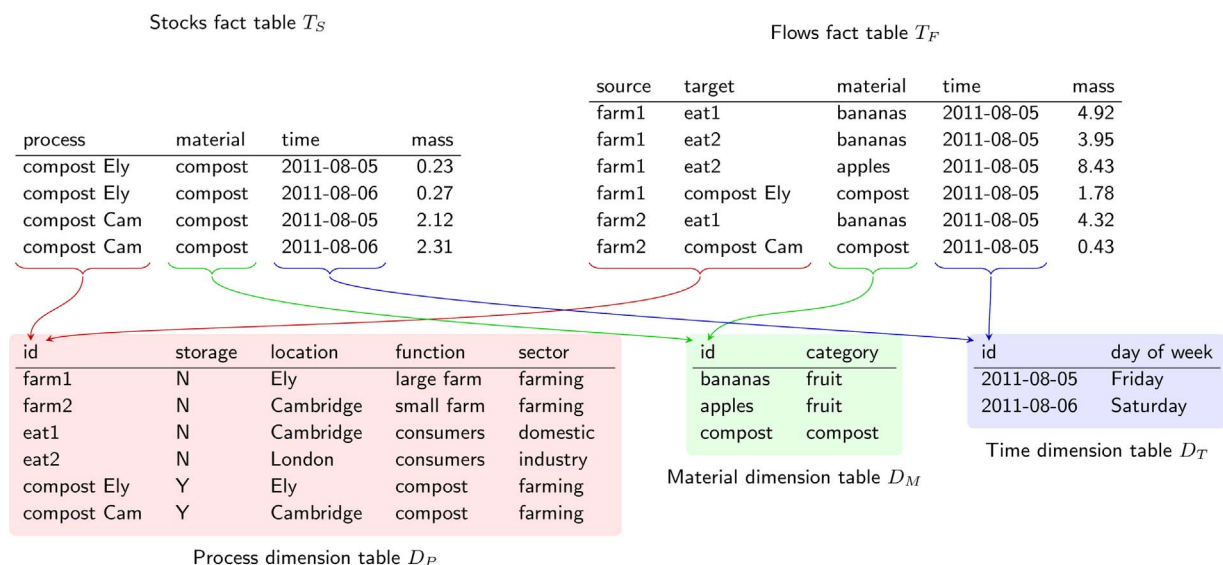 Stocks fact table T_S
Flows fact table T_F
process material time mass
compost Ely compost 2011-08-05 0.23
compost Ely compost 2011-08-06 0.27
compost Cam compost 2011-08-05 2.12
compost Cam compost 2011-08-06 2.31
source target material time mass
farm1 eat1 bananas 2011-08-05 4.92
farm1 eat2 bananas 2011-08-05 3.95
farm1 eat2 apples 2011-08-05 8.43
farm1 compost Ely compost 2011-08-05 1.78
farm2 eat1 bananas 2011-08-05 4.32
farm2 compost Cam compost 2011-08-05 0.43
id storage location function sector
farm1 N Ely large farm farming
farm2 N Cambridge small farm farming
eat1 N Cambridge consumers domestic
eat2 N London consumers industry
compost Ely Y Ely compost farming
compost Cam Y Cambridge compost farming
Process dimension table D_P
id category
bananas fruit
apples fruit
compost compost
Material dimension table D_M
id day of week
2011-08-05 Friday
2011-08-06 Saturday
Time dimension table D_T